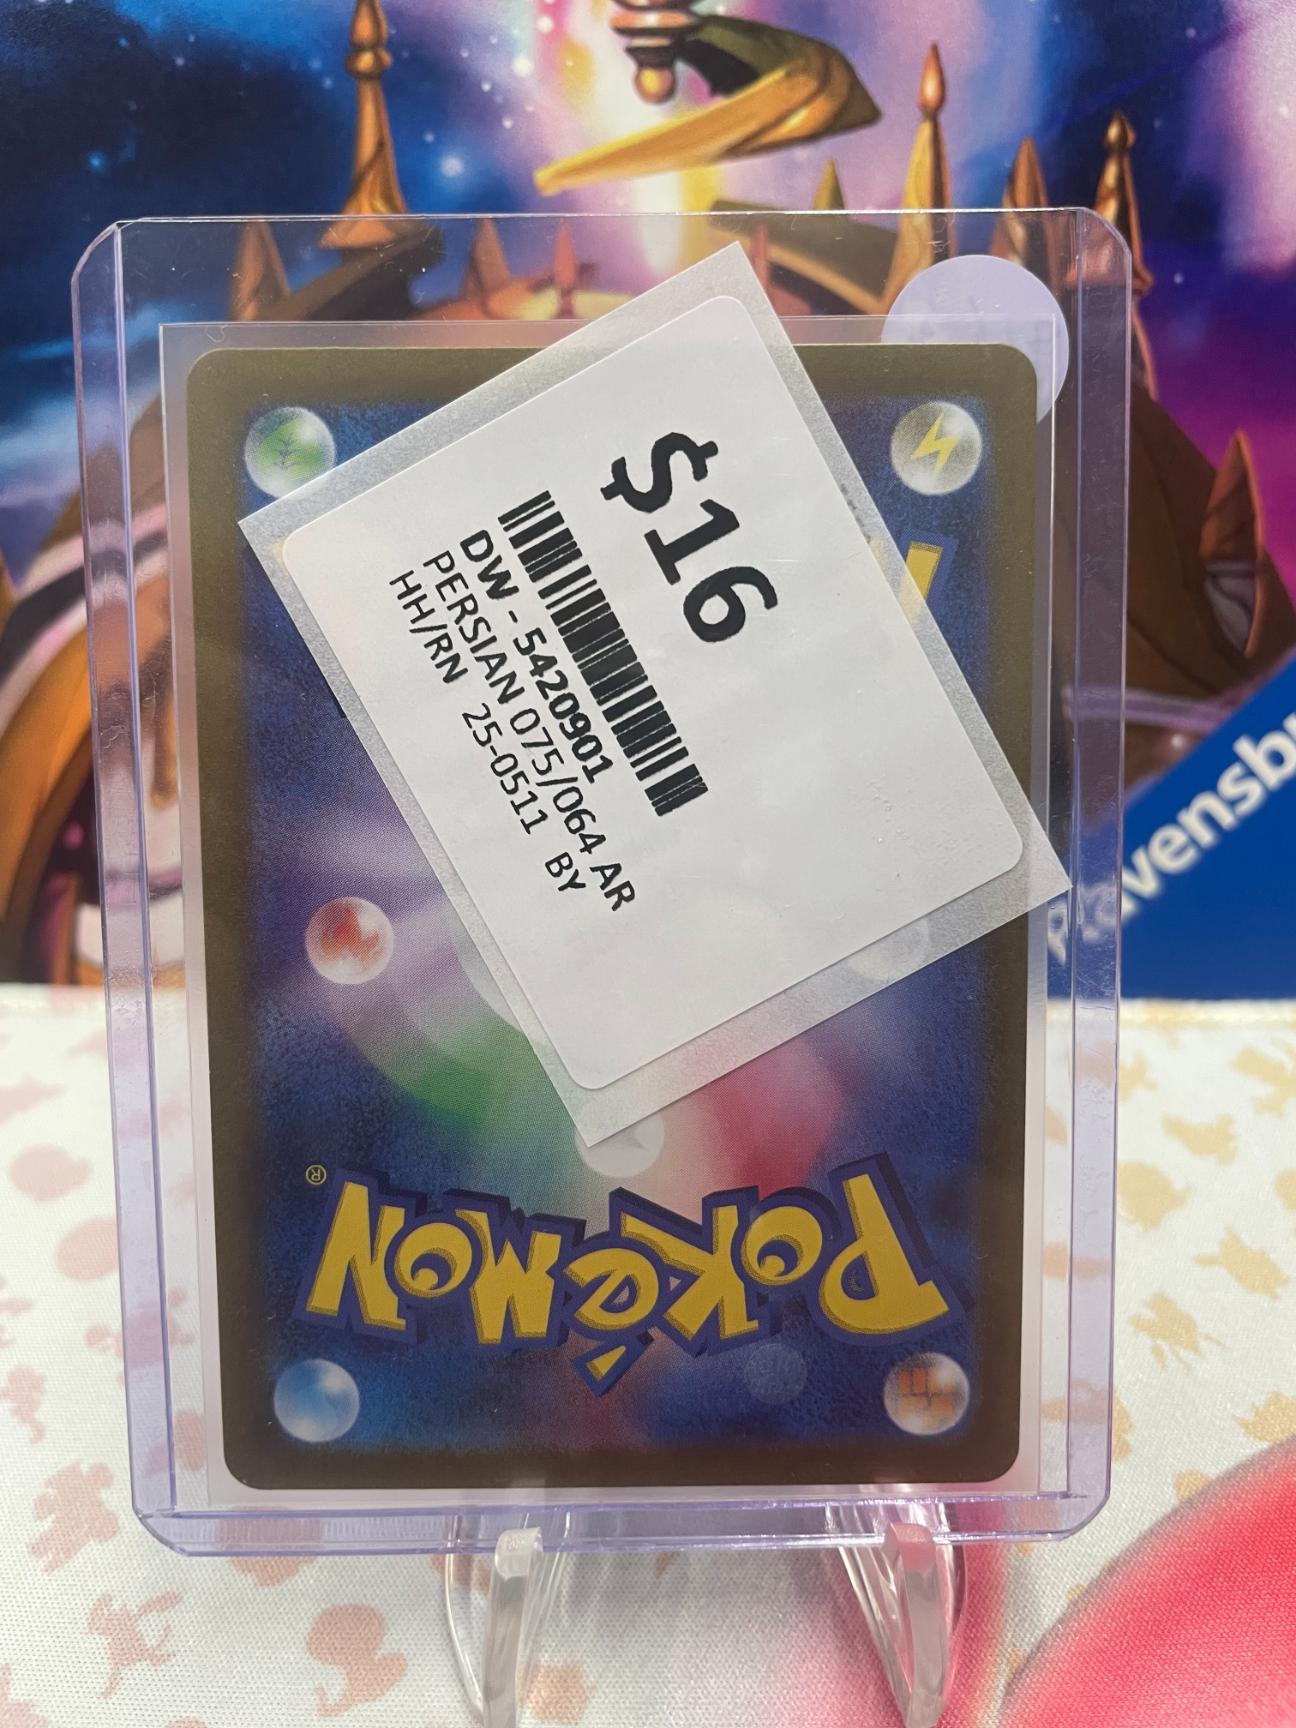 $16
DW - 5420901
PERSIAN 075/064 AR
HH/RN 25-0511 BY
POKéMON®
Ravensbu